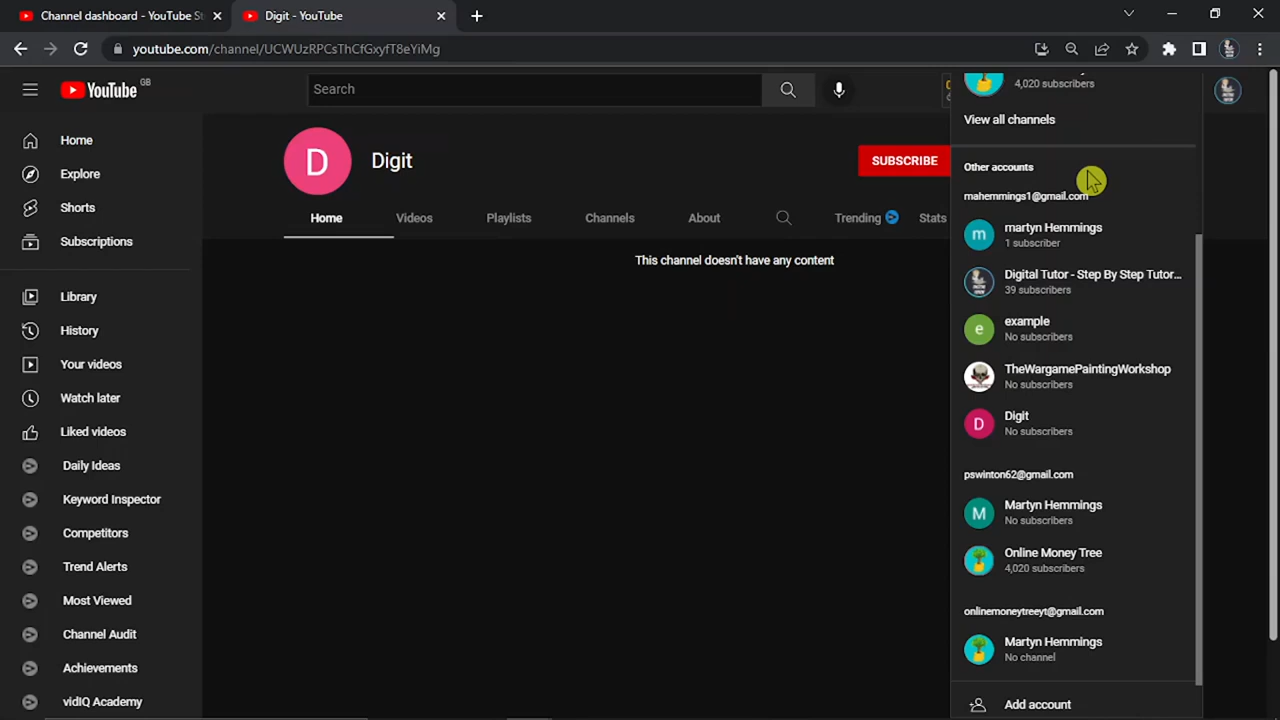 Channel dashboard - YouTube St
Digit - YouTube
youtube.com/channel/UCWUzRPCsThCfGxyfT8eYiMg
YouTube GB
Search
Home
Explore
Shorts
Subscriptions
Library
History
Your videos
Watch later
Liked videos
Daily Ideas
Keyword Inspector
Competitors
Trend Alerts
Most Viewed
Channel Audit
Achievements
vidIQ Academy
D
Digit
SUBSCRIBE
Home Videos Playlists Channels About Trending Stats
This channel doesn't have any content
4,020 subscribers
View all channels
Other accounts
mahemmings1@gmail.com
m
martyn Hemmings
1 subscriber
Digital Tutor - Step By Step Tutor...
39 subscribers
e
example
No subscribers
TheWargamePaintingWorkshop
No subscribers
D
Digit
No subscribers
pswinton62@gmail.com
M
Martyn Hemmings
No subscribers
Online Money Tree
4,020 subscribers
onlinemoneytreeyt@gmail.com
Martyn Hemmings
No channel
Add account